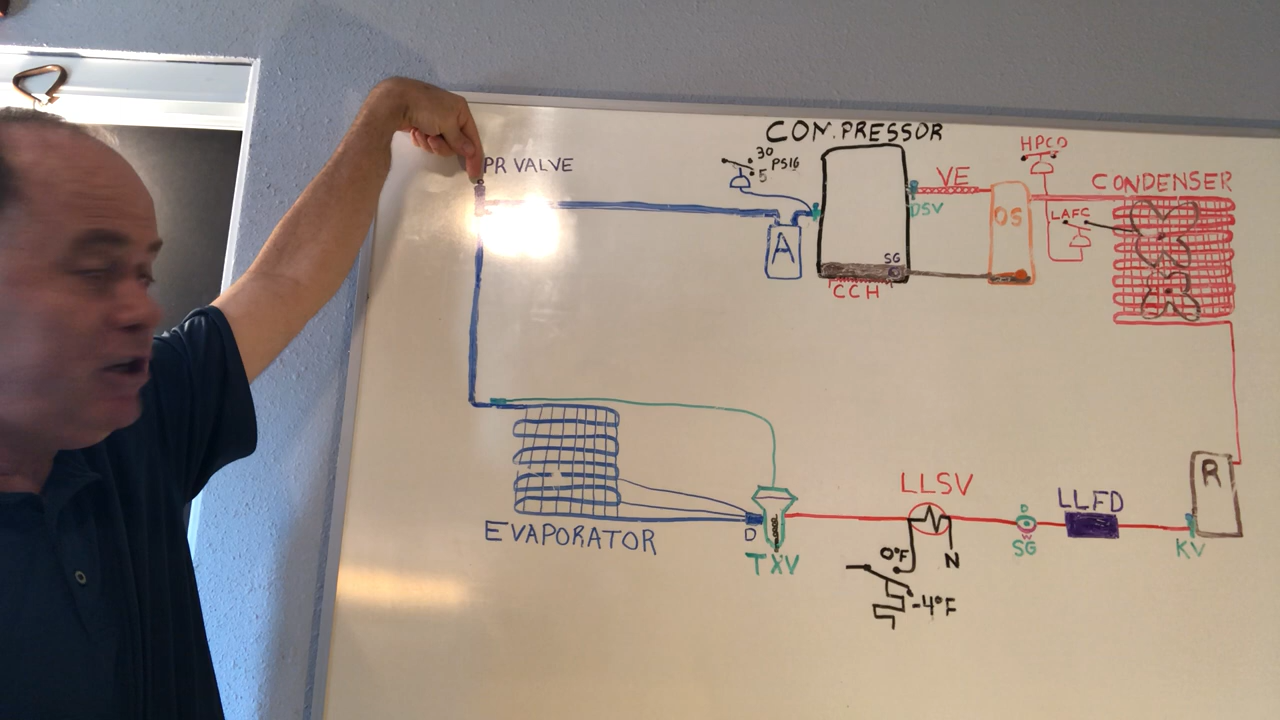 COMPRESSOR
PR VALVE
30
PSIG
5
HPCO
VE
CONDENSER
DSV
OS
LAFC
A
SG
CCH
R
LLSV
LLFD
EVAPORATOR
D
TXV
0°F
N
D
SG
KV
-4°F